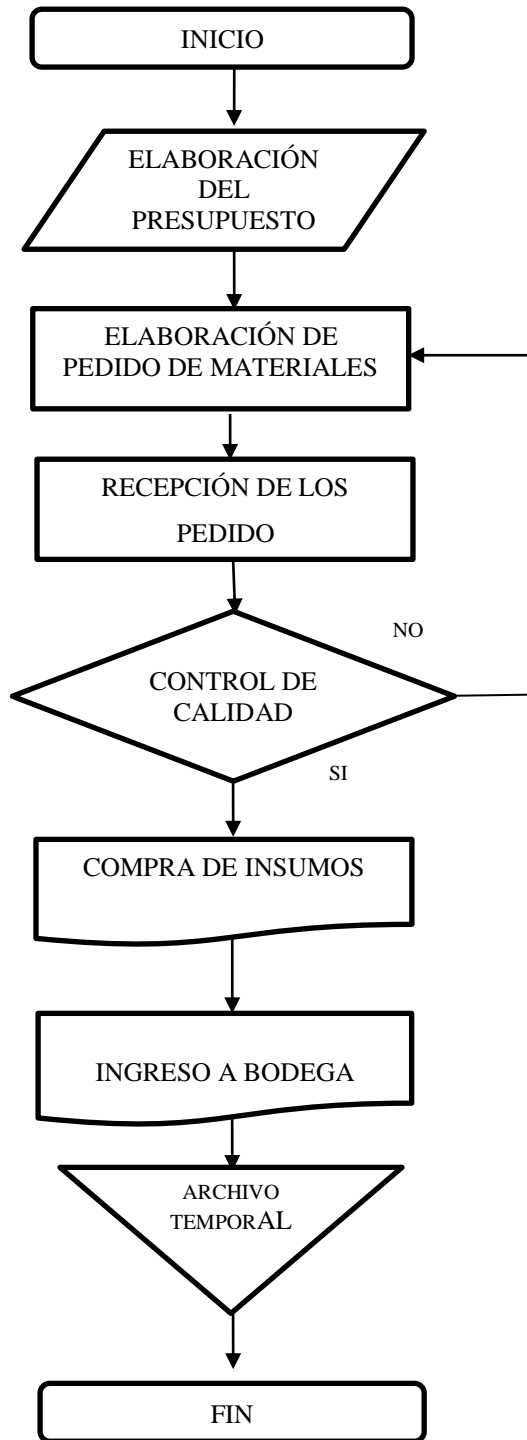 INICIO
ELABORACIÓN
DEL
PRESUPUESTO
ELABORACIÓN DE
PEDIDO DE MATERIALES
RECEPCIÓN DE LOS
PEDIDO
NO
CONTROL DE
CALIDAD
SI
COMPRA DE INSUMOS
INGRESO A BODEGA
ARCHIVO
TEMPORAL
FIN